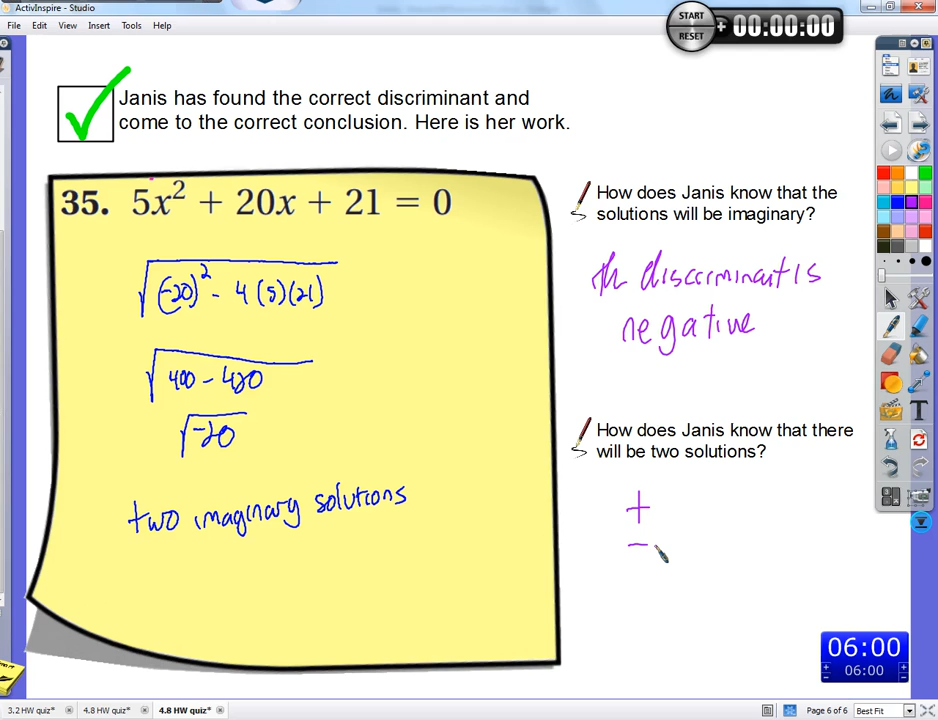 ActivInspire - Studio
File Edit View Insert Tools Help
START
RESET
00:00:00
Janis has found the correct discriminant and
come to the correct conclusion. Here is her work.
35. 5x² + 20x + 21 = 0
√(-20)² - 4(5)(21)
√400 - 420
√-20
two imaginary solutions
How does Janis know that the
solutions will be imaginary?
th discriminant is
negative
How does Janis know that there
will be two solutions?
+
−
06:00
06:00
3.2 HW quiz* 4.8 HW quiz* 4.8 HW quiz*
Page 6 of 6 Best Fit